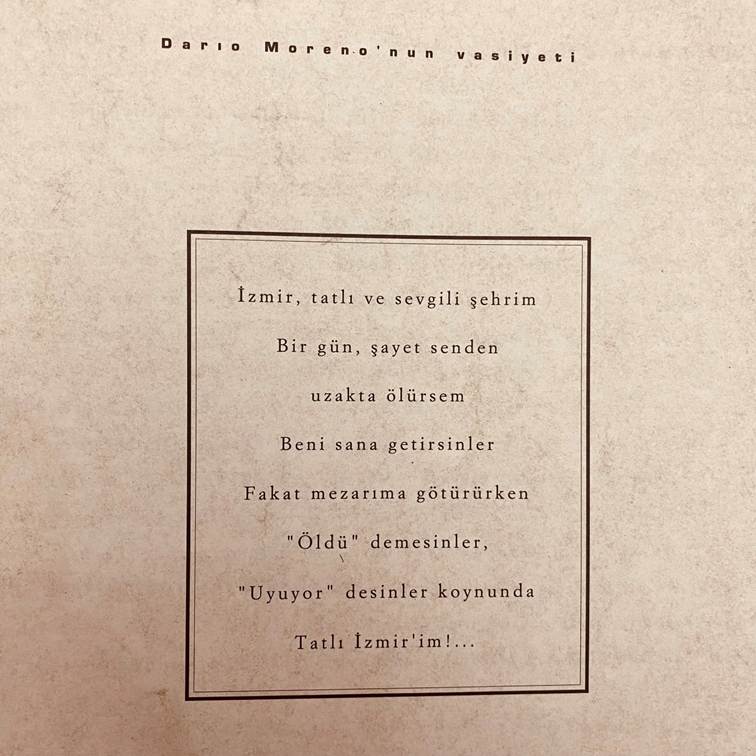 Darıo Moreno'nun vasiyeti
İzmir, tatlı ve sevgili şehrim
Bir gün, şayet senden
uzakta ölürsem
Beni sana getirsinler
Fakat mezarıma götürürken
"Öldü" demesinler,
"Uyuyor" desinler koynunda
Tatlı İzmir'im!...